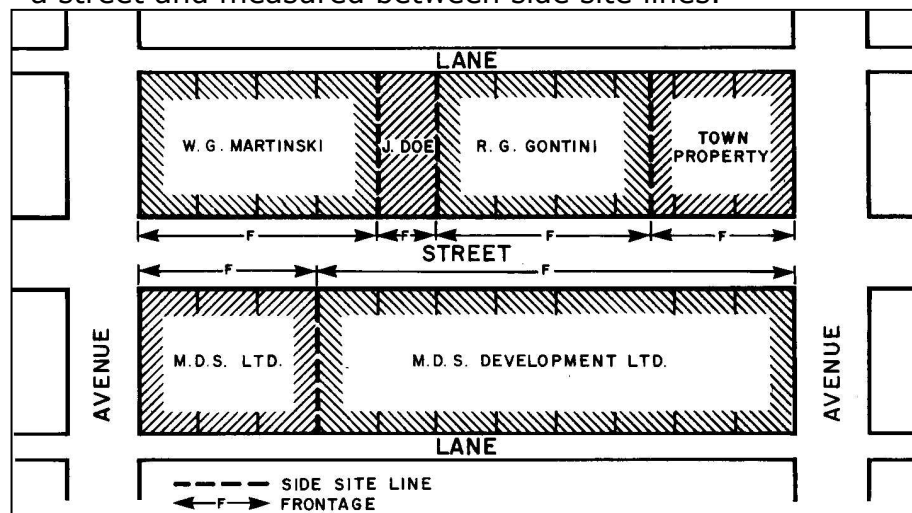 a street and measured between side site lines.
LANE
W. G. MARTINSKI
J. DOE
R. G. GONTINI
TOWN
PROPERTY
F F F F
STREET
F F
AVENUE
M.D.S. LTD.
M.D.S. DEVELOPMENT LTD.
AVENUE
LANE
SIDE SITE LINE
F FRONTAGE